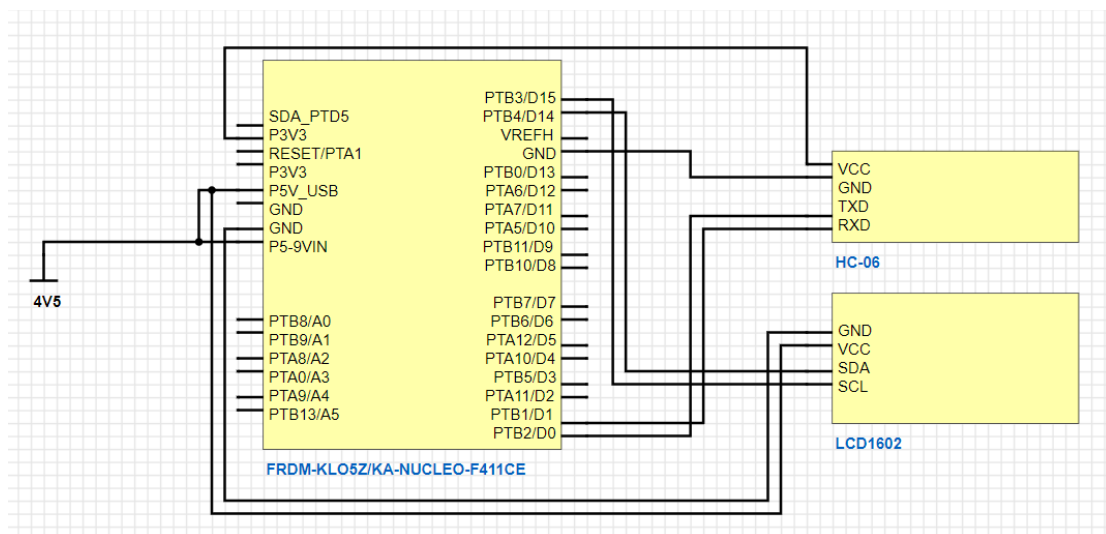 SDA_PTD5
P3V3
RESET/PTA1
P3V3
P5V_USB
GND
GND
P5-9VIN
PTB8/A0
PTB9/A1
PTA8/A2
PTA0/A3
PTA9/A4
PTB13/A5
PTB3/D15
PTB4/D14
VREFH
GND
PTB0/D13
PTA6/D12
PTA7/D11
PTA5/D10
PTB11/D9
PTB10/D8
PTB7/D7
PTB6/D6
PTA12/D5
PTA10/D4
PTB5/D3
PTA11/D2
PTB1/D1
PTB2/D0
FRDM-KLO5Z/KA-NUCLEO-F411CE
4V5
VCC
GND
TXD
RXD
HC-06
GND
VCC
SDA
SCL
LCD1602